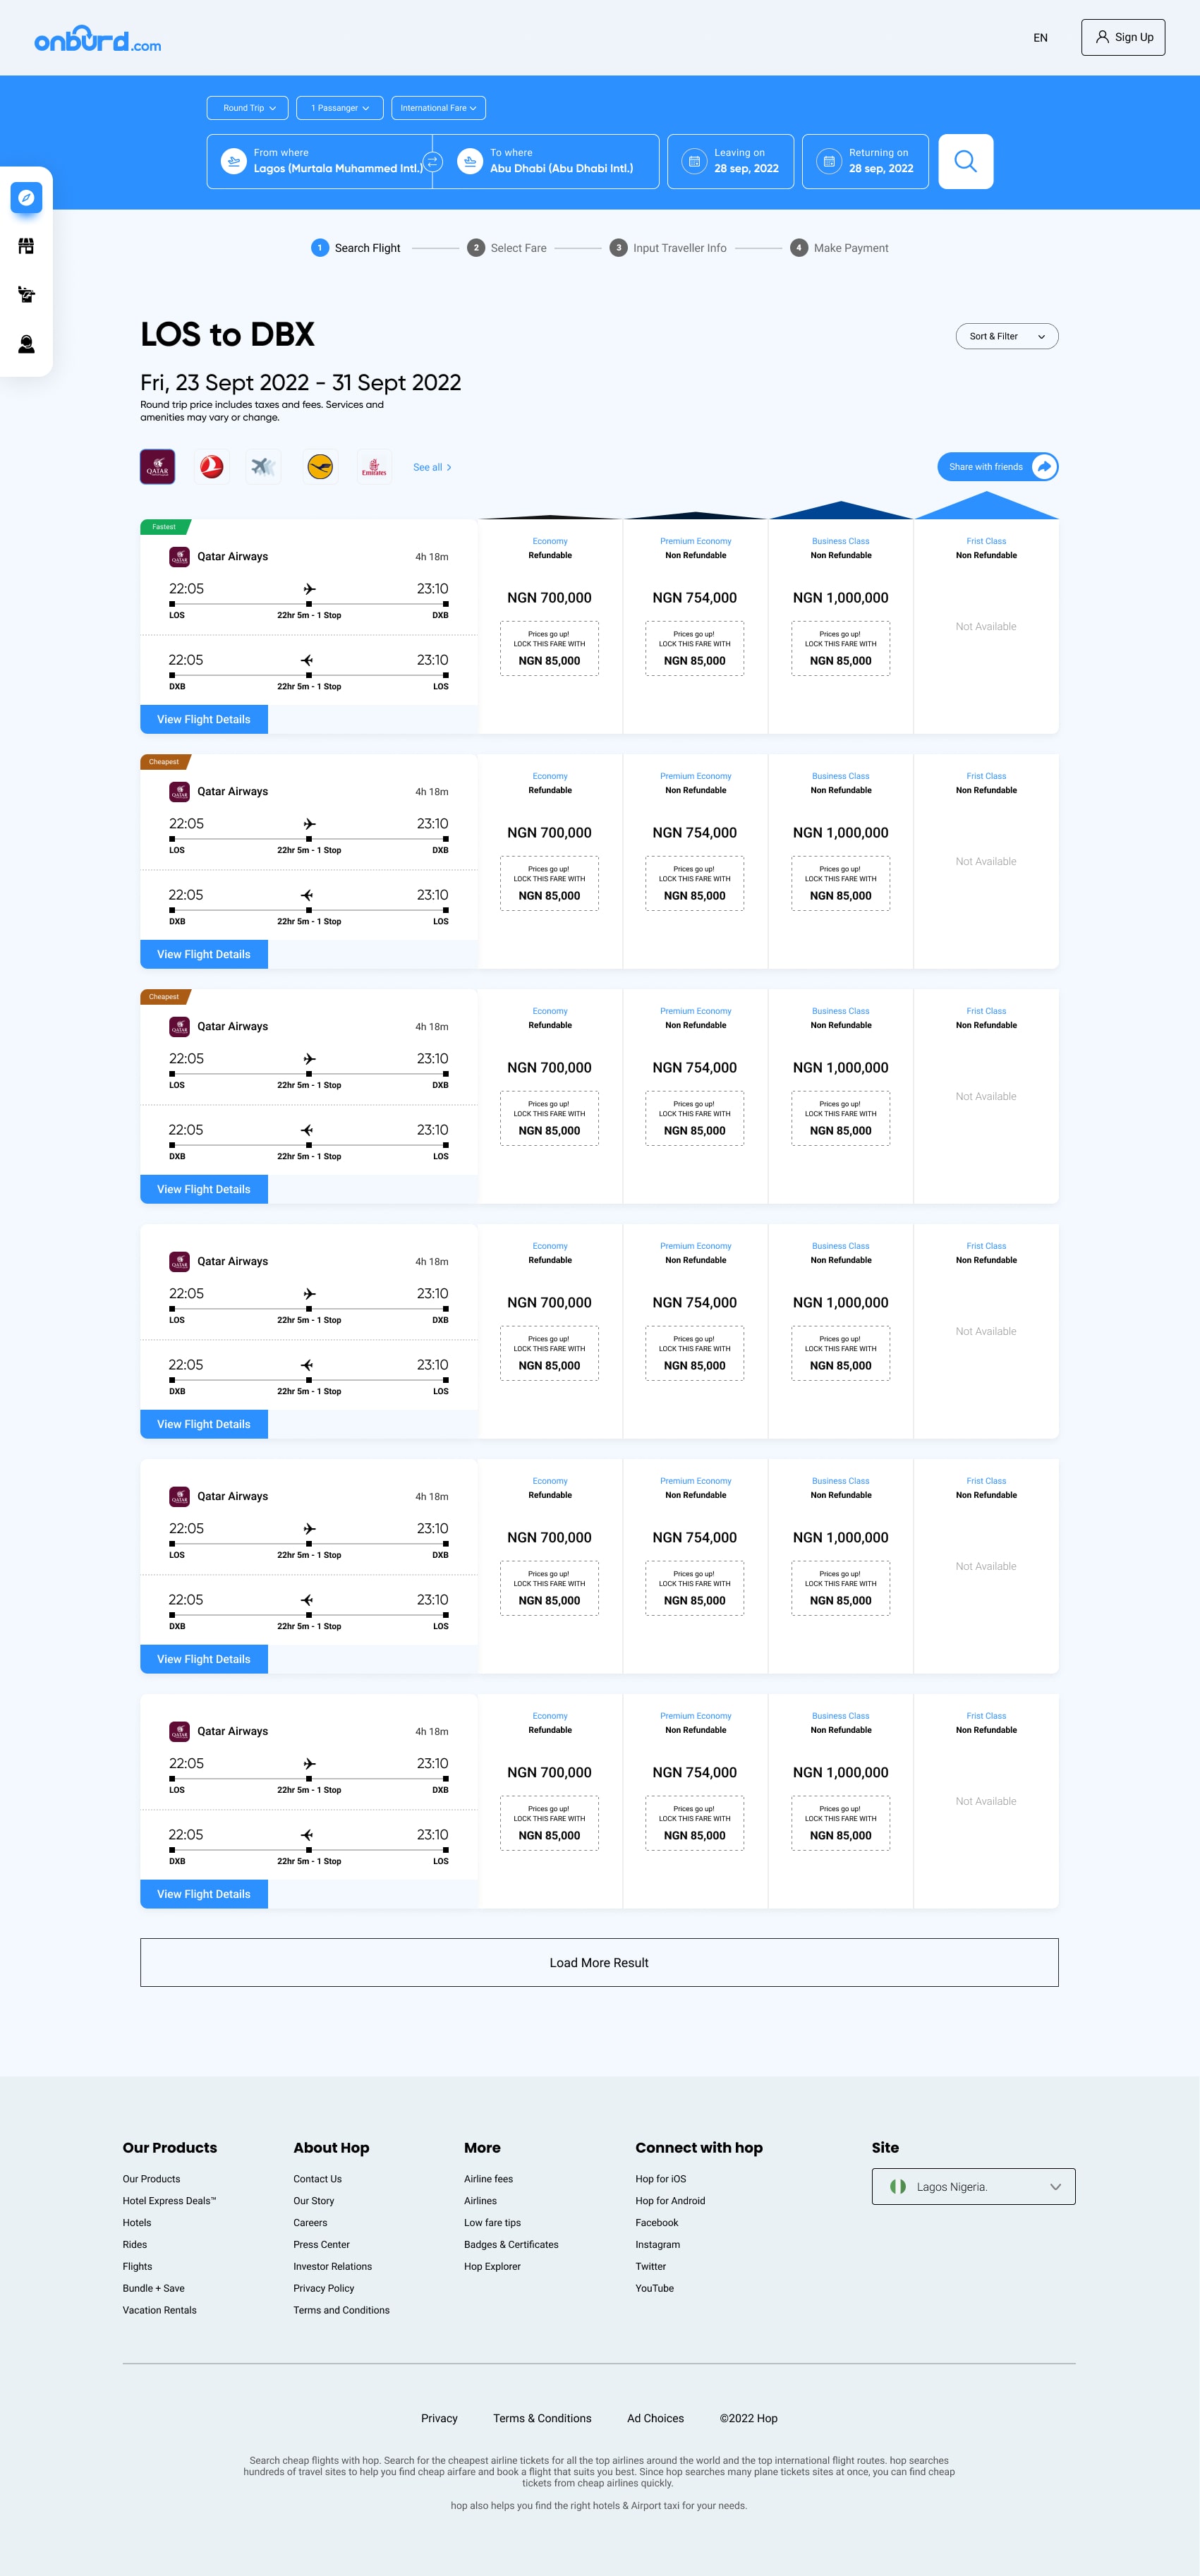 onburd.com
EN
Sign Up
Round Trip
1 Passanger
International Fare
From where
Lagos (Murtala Muhammed Intl.)
To where
Abu Dhabi (Abu Dhabi Intl.)
Leaving on
28 sep, 2022
Returning on
28 sep, 2022
1 Search Flight
2 Select Fare
3 Input Traveller Info
4 Make Payment
LOS to DBX
Sort & Filter
Fri, 23 Sept 2022 - 31 Sept 2022
Round trip price includes taxes and fees. Services and
amenities may vary or change.
QATAR
Emirates
See all
Share with friends
Fastest
Qatar Airways
4h 18m
22:05
23:10
LOS
22hr 5m - 1 Stop
DXB
22:05
23:10
DXB
22hr 5m - 1 Stop
LOS
View Flight Details
Economy
Refundable
NGN 700,000
Prices go up!
LOCK THIS FARE WITH
NGN 85,000
Premium Economy
Non Refundable
NGN 754,000
Prices go up!
LOCK THIS FARE WITH
NGN 85,000
Business Class
Non Refundable
NGN 1,000,000
Prices go up!
LOCK THIS FARE WITH
NGN 85,000
Frist Class
Non Refundable
Not Available
Cheapest
Qatar Airways
4h 18m
22:05
23:10
LOS
22hr 5m - 1 Stop
DXB
22:05
23:10
DXB
22hr 5m - 1 Stop
LOS
View Flight Details
Economy
Refundable
NGN 700,000
Prices go up!
LOCK THIS FARE WITH
NGN 85,000
Premium Economy
Non Refundable
NGN 754,000
Prices go up!
LOCK THIS FARE WITH
NGN 85,000
Business Class
Non Refundable
NGN 1,000,000
Prices go up!
LOCK THIS FARE WITH
NGN 85,000
Frist Class
Non Refundable
Not Available
Cheapest
Qatar Airways
4h 18m
22:05
23:10
LOS
22hr 5m - 1 Stop
DXB
22:05
23:10
DXB
22hr 5m - 1 Stop
LOS
View Flight Details
Economy
Refundable
NGN 700,000
Prices go up!
LOCK THIS FARE WITH
NGN 85,000
Premium Economy
Non Refundable
NGN 754,000
Prices go up!
LOCK THIS FARE WITH
NGN 85,000
Business Class
Non Refundable
NGN 1,000,000
Prices go up!
LOCK THIS FARE WITH
NGN 85,000
Frist Class
Non Refundable
Not Available
Qatar Airways
4h 18m
22:05
23:10
LOS
22hr 5m - 1 Stop
DXB
22:05
23:10
DXB
22hr 5m - 1 Stop
LOS
View Flight Details
Economy
Refundable
NGN 700,000
Prices go up!
LOCK THIS FARE WITH
NGN 85,000
Premium Economy
Non Refundable
NGN 754,000
Prices go up!
LOCK THIS FARE WITH
NGN 85,000
Business Class
Non Refundable
NGN 1,000,000
Prices go up!
LOCK THIS FARE WITH
NGN 85,000
Frist Class
Non Refundable
Not Available
Qatar Airways
4h 18m
22:05
23:10
LOS
22hr 5m - 1 Stop
DXB
22:05
23:10
DXB
22hr 5m - 1 Stop
LOS
View Flight Details
Economy
Refundable
NGN 700,000
Prices go up!
LOCK THIS FARE WITH
NGN 85,000
Premium Economy
Non Refundable
NGN 754,000
Prices go up!
LOCK THIS FARE WITH
NGN 85,000
Business Class
Non Refundable
NGN 1,000,000
Prices go up!
LOCK THIS FARE WITH
NGN 85,000
Frist Class
Non Refundable
Not Available
Qatar Airways
4h 18m
22:05
23:10
LOS
22hr 5m - 1 Stop
DXB
22:05
23:10
DXB
22hr 5m - 1 Stop
LOS
View Flight Details
Economy
Refundable
NGN 700,000
Prices go up!
LOCK THIS FARE WITH
NGN 85,000
Premium Economy
Non Refundable
NGN 754,000
Prices go up!
LOCK THIS FARE WITH
NGN 85,000
Business Class
Non Refundable
NGN 1,000,000
Prices go up!
LOCK THIS FARE WITH
NGN 85,000
Frist Class
Non Refundable
Not Available
Load More Result
Our Products
Our Products
Hotel Express Deals™
Hotels
Rides
Flights
Bundle + Save
Vacation Rentals
About Hop
Contact Us
Our Story
Careers
Press Center
Investor Relations
Privacy Policy
Terms and Conditions
More
Airline fees
Airlines
Low fare tips
Badges & Certificates
Hop Explorer
Connect with hop
Hop for iOS
Hop for Android
Facebook
Instagram
Twitter
YouTube
Site
Lagos Nigeria.
Privacy
Terms & Conditions
Ad Choices
©2022 Hop
Search cheap flights with hop. Search for the cheapest airline tickets for all the top airlines around the world and the top international flight routes. hop searches
hundreds of travel sites to help you find cheap airfare and book a flight that suits you best. Since hop searches many plane tickets sites at once, you can find cheap
tickets from cheap airlines quickly.
hop also helps you find the right hotels & Airport taxi for your needs.